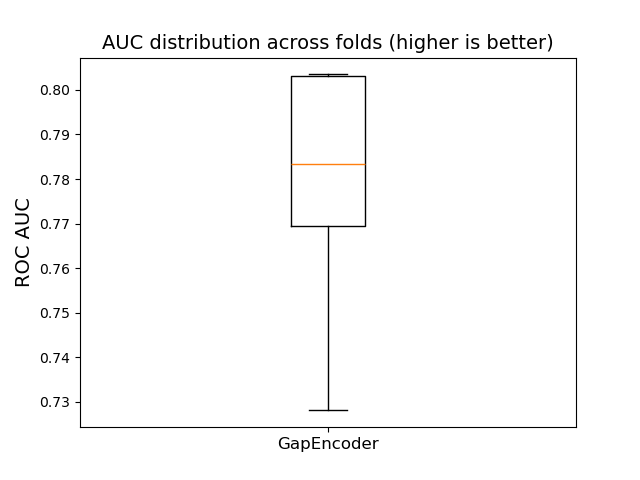 AUC distribution across folds (higher is better)
ROC AUC
0.80
0.79
0.78
0.77
0.76
0.75
0.74
0.73
GapEncoder